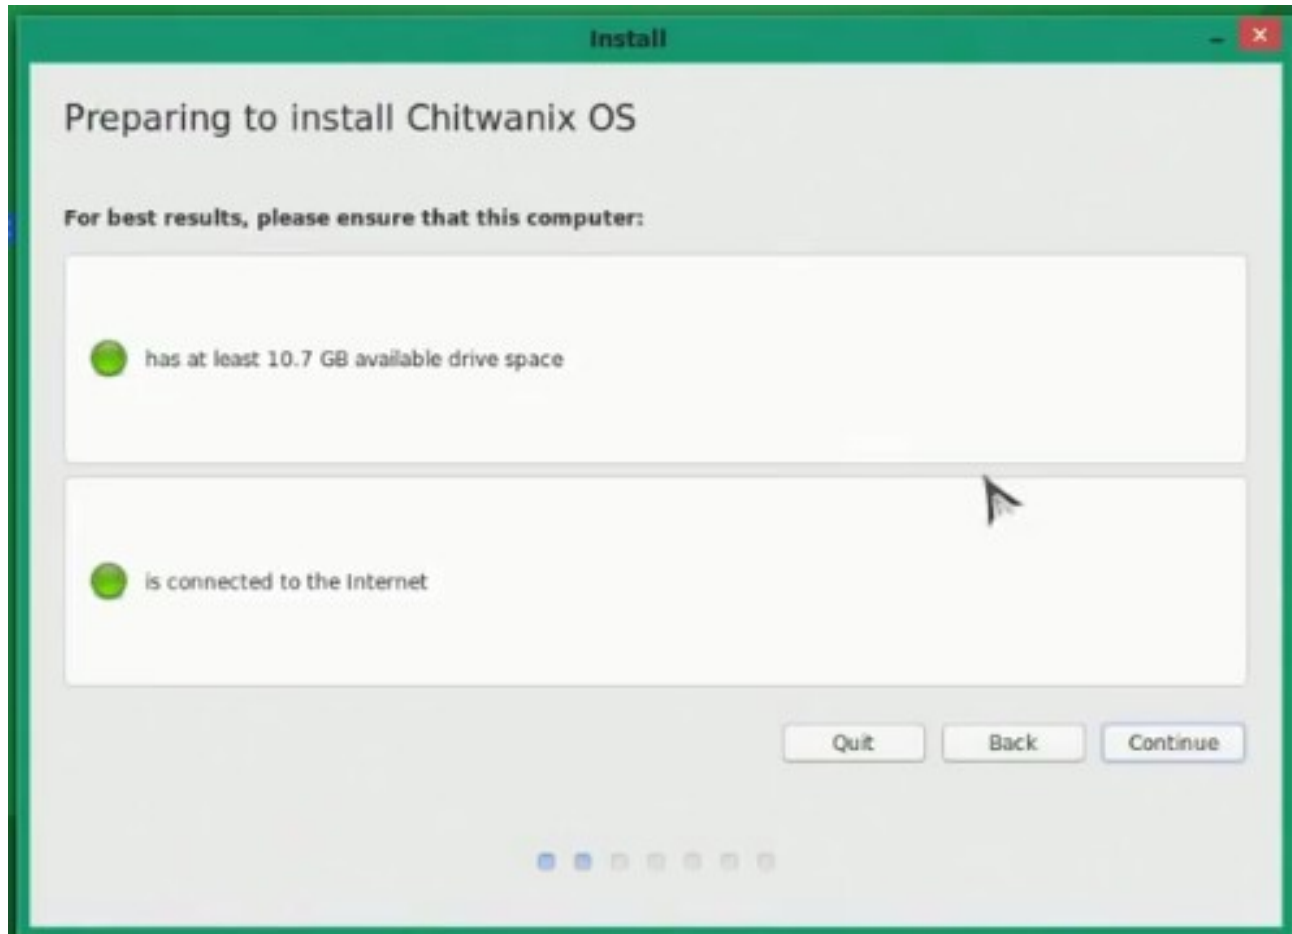 Install
Preparing to install Chitwanix OS
For best results, please ensure that this computer:
has at least 10.7 GB available drive space
is connected to the Internet
Quit Back Continue